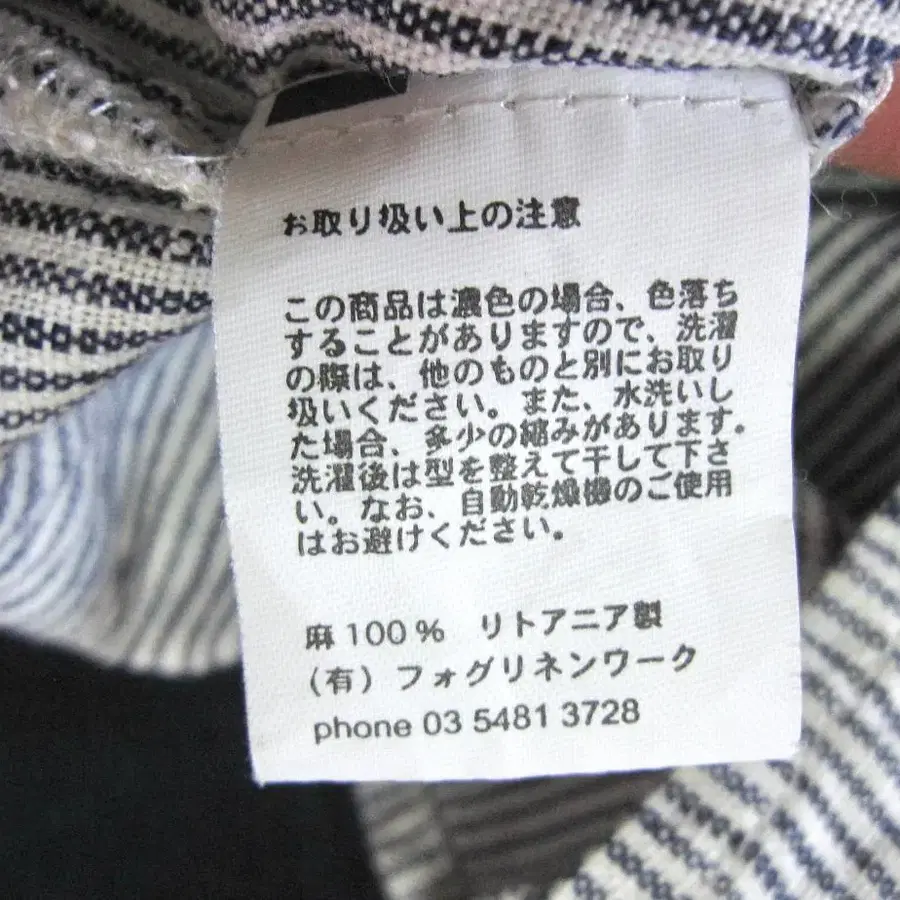 お取り扱い上の注意
この商品は濃色の場合、色落ち
することがありますので、洗濯
の際は、他のものと別にお取り
扱いください。また、水洗いし
た場合、多少の縮みがあります。
洗濯後は型を整えて干して下さ
い。なお、自動乾燥機のご使用
はお避けください。
麻 100 % リトアニア製
(有) フォグリネンワーク
phone 03 5481 3728